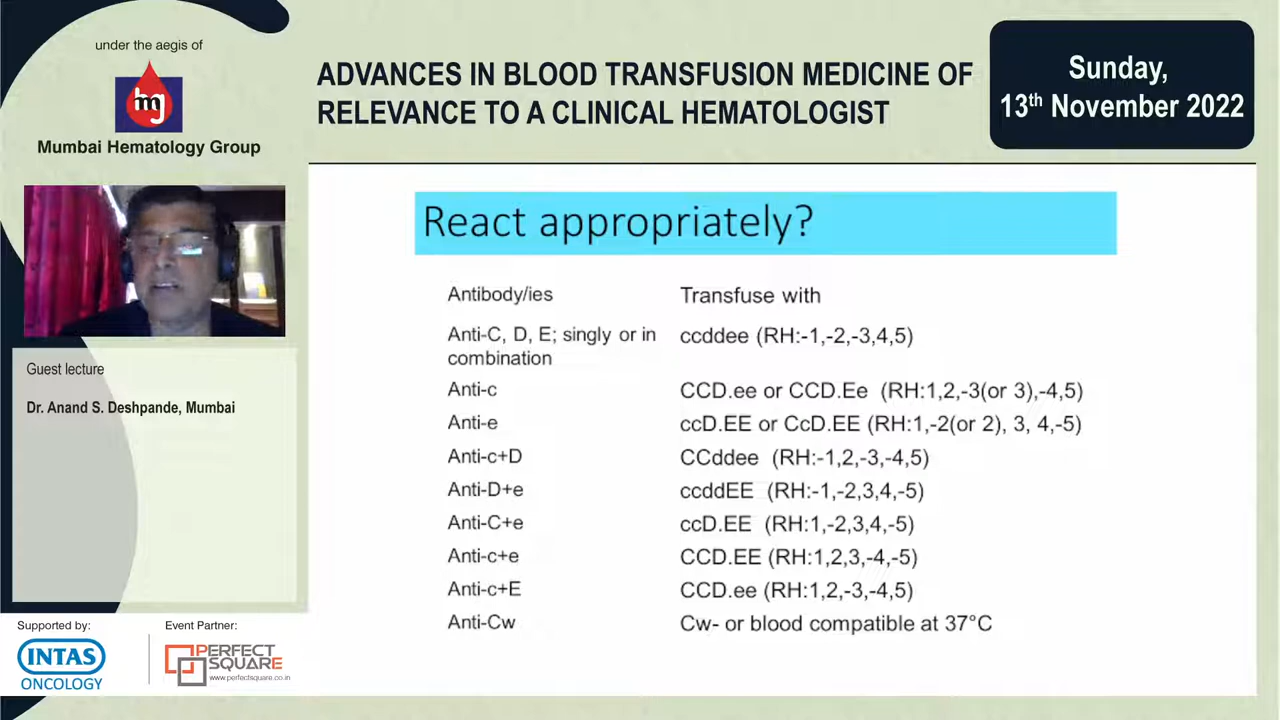 under the aegis of
hmg
Mumbai Hematology Group
ADVANCES IN BLOOD TRANSFUSION MEDICINE OF
RELEVANCE TO A CLINICAL HEMATOLOGIST
Sunday,
13th November 2022
Guest lecture
Dr. Anand S. Deshpande, Mumbai
React appropriately?
Antibody/ies Transfuse with
Anti-C, D, E; singly or in ccddee (RH:-1,-2,-3,4,5)
combination
Anti-c CCD.ee or CCD.Ee (RH:1,2,-3(or 3),-4,5)
Anti-e ccD.EE or CcD.EE (RH:1,-2(or 2), 3, 4,-5)
Anti-c+D CCddee (RH:-1,2,-3,-4,5)
Anti-D+e ccddEE (RH:-1,-2,3,4,-5)
Anti-C+e ccD.EE (RH:1,-2,3,4,-5)
Anti-c+e CCD.EE (RH:1,2,3,-4,-5)
Anti-c+E CCD.ee (RH:1,2,-3,-4,5)
Anti-Cw Cw- or blood compatible at 37°C
Supported by:
INTAS
ONCOLOGY
Event Partner:
PERFECT
SQUARE
www.perfectsquare.co.in